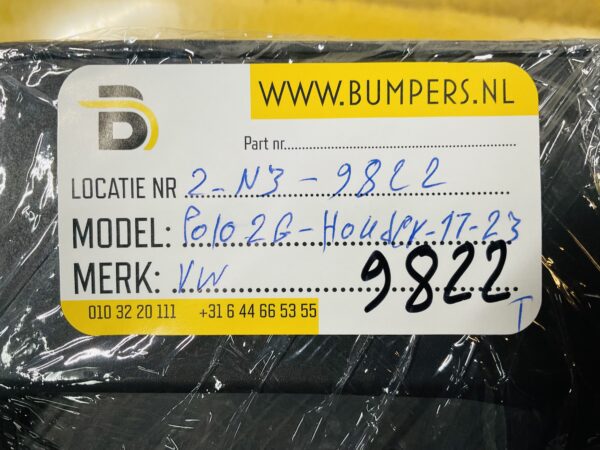 B
WWW.BUMPERS.NL
Part nr.
LOCATIE NR 2-N3-9822
MODEL: Polo 2G-Houder-17-23
MERK: VW
9822
010 32 20 111 +31 6 44 66 53 55
T